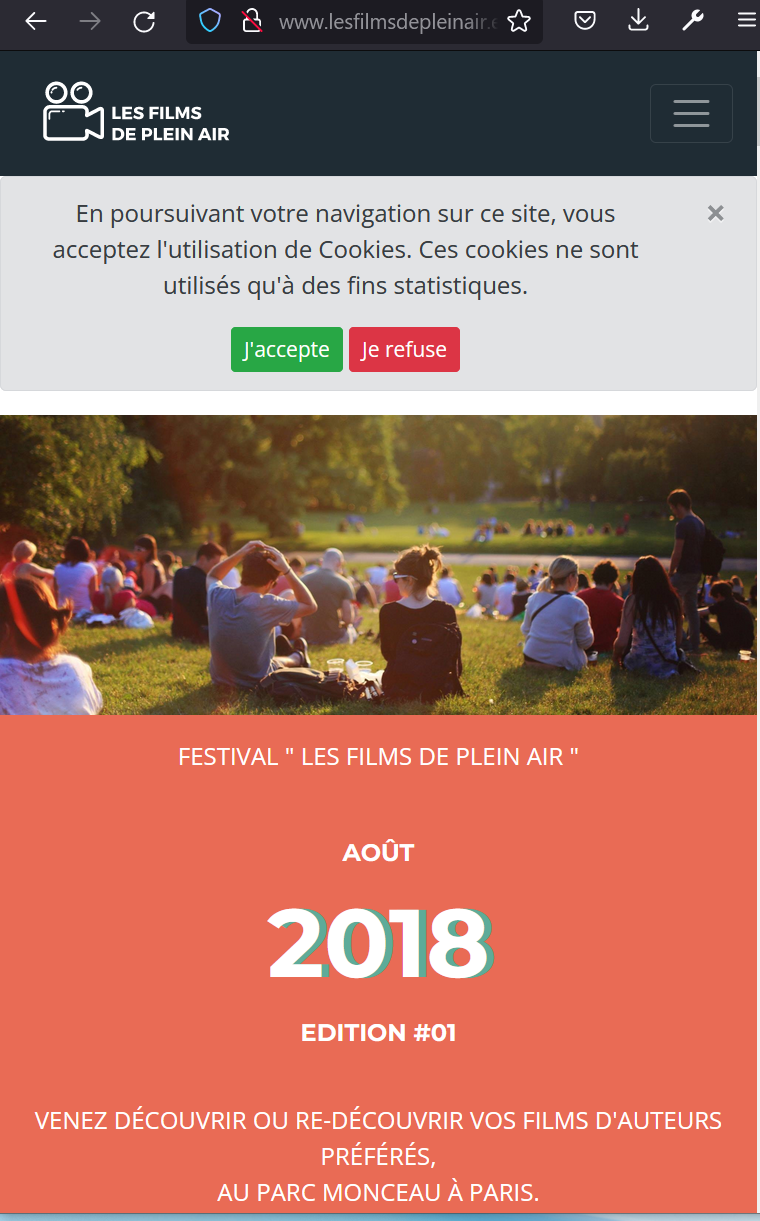 www.lesfilmsdepleinair.
LES FILMS
DE PLEIN AIR
En poursuivant votre navigation sur ce site, vous
acceptez l'utilisation de Cookies. Ces cookies ne sont
utilisés qu'à des fins statistiques.
×
J'accepte Je refuse
FESTIVAL " LES FILMS DE PLEIN AIR "
AOÛT
2018
EDITION #01
VENEZ DÉCOUVRIR OU RE-DÉCOUVRIR VOS FILMS D'AUTEURS
PRÉFÉRÉS,
AU PARC MONCEAU À PARIS.